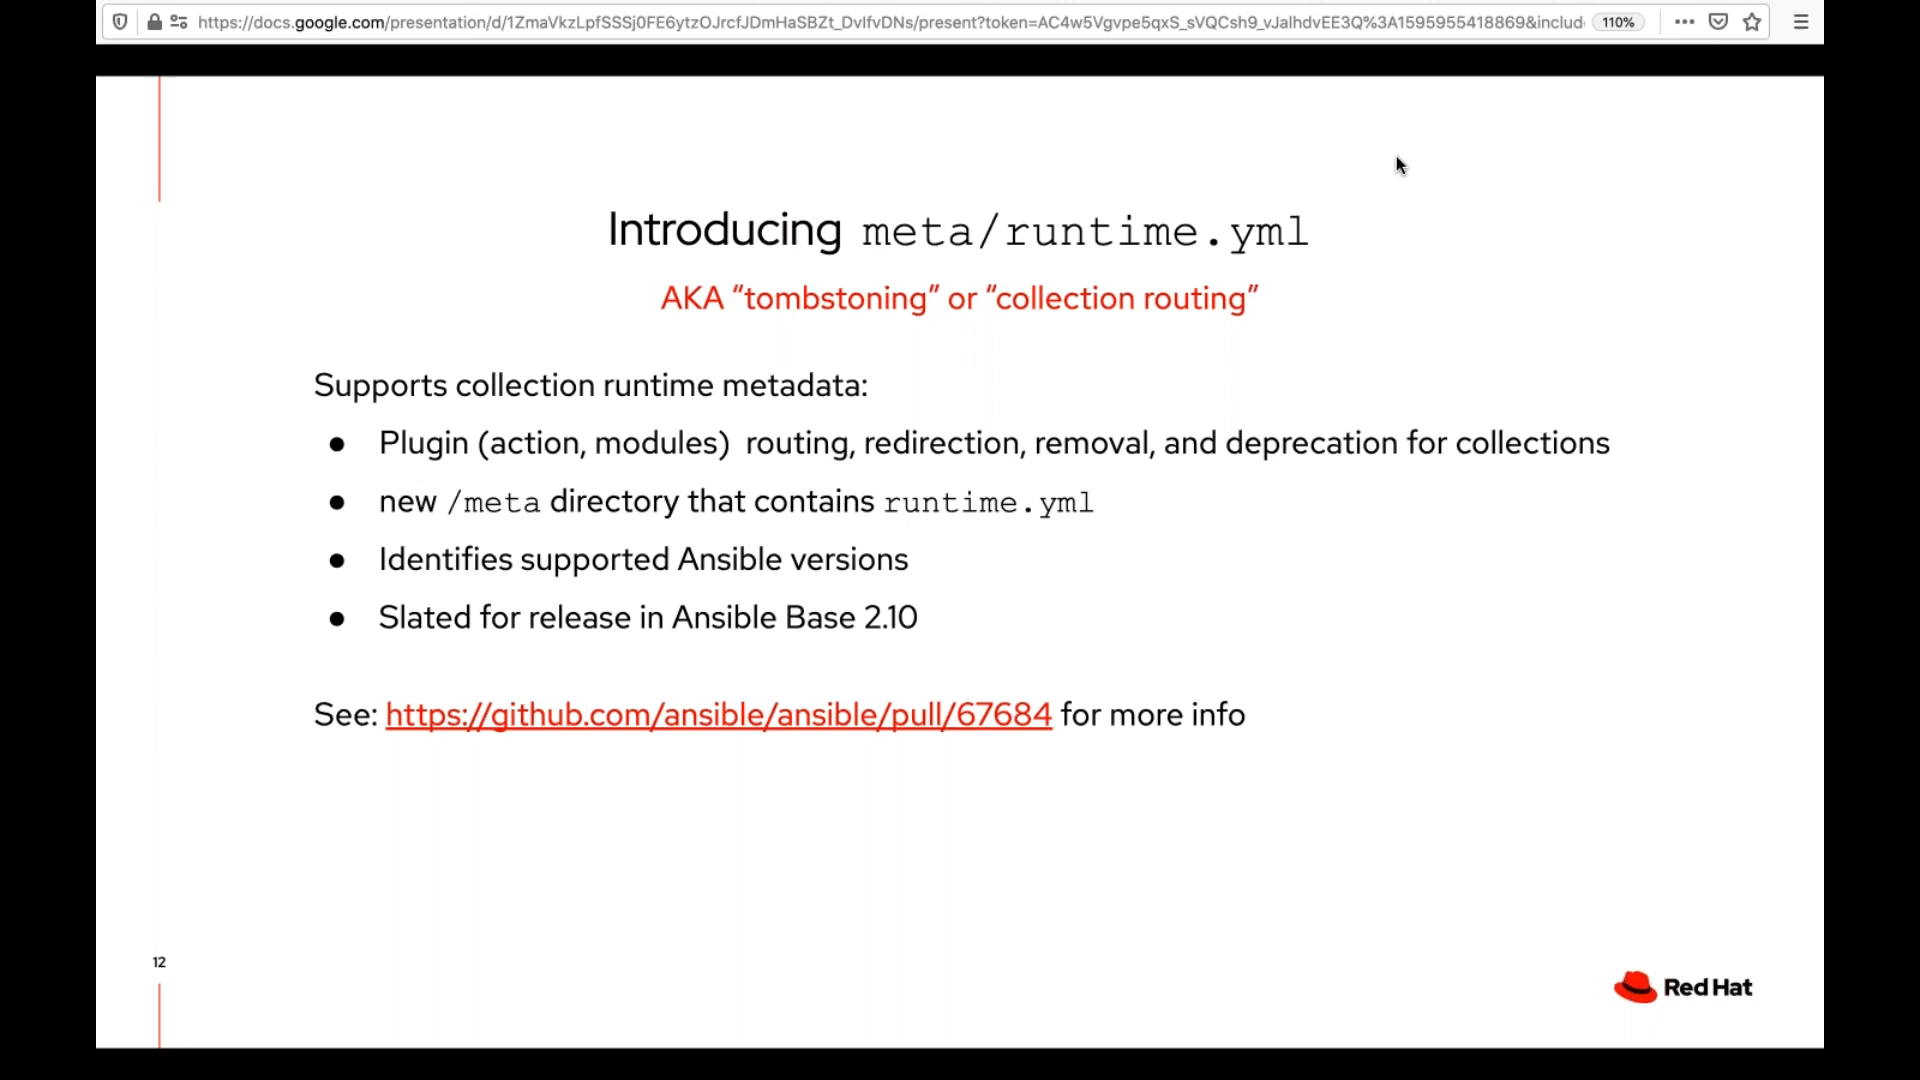 https://docs.google.com/presentation/d/1ZmaVkzLpfSSSj0FE6ytzOJrcfJDmHaSBZt_DvIfvDNs/present?token=AC4w5Vgvpe5qxS_sVQCsh9_vJaIhdvEE3Q%3A1595955418869&includ 110%
Introducing meta/runtime.yml
AKA “tombstoning” or “collection routing”
Supports collection runtime metadata:
● Plugin (action, modules) routing, redirection, removal, and deprecation for collections
● new /meta directory that contains runtime.yml
● Identifies supported Ansible versions
● Slated for release in Ansible Base 2.10
See: https://github.com/ansible/ansible/pull/67684 for more info
12
Red Hat